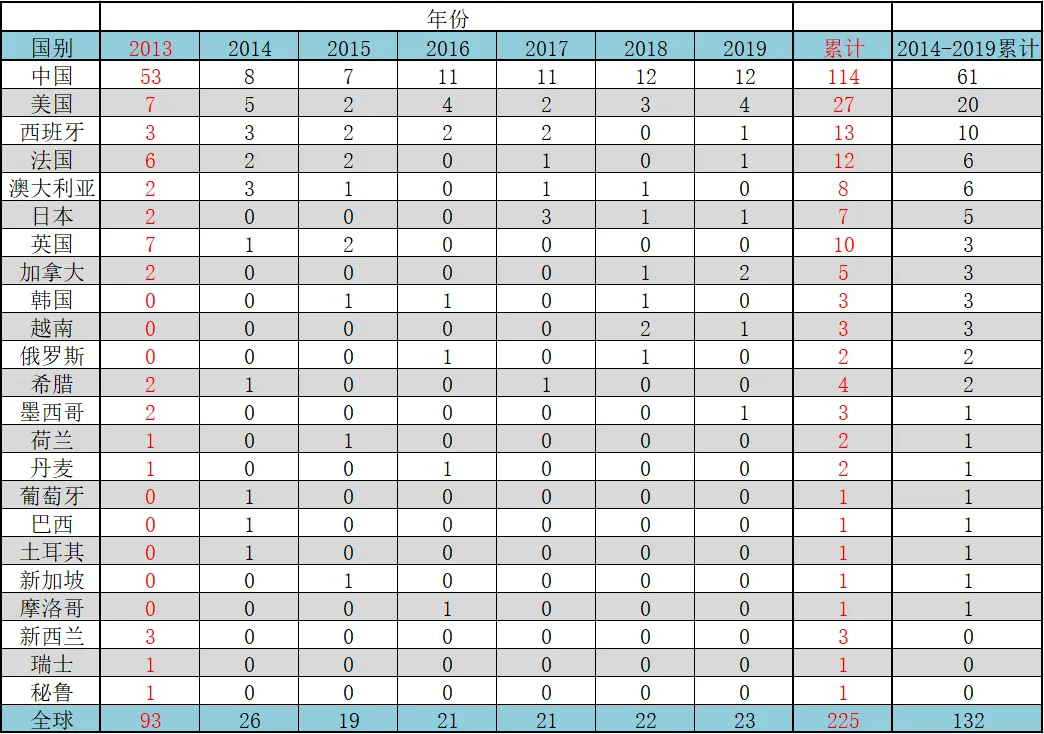 年份
国别 2013 2014 2015 2016 2017 2018 2019 累计 2014-2019累计
中国 53 8 7 11 11 12 12 114 61
美国 7 5 2 4 2 3 4 27 20
西班牙 3 3 2 2 2 0 1 13 10
法国 6 2 2 0 1 0 1 12 6
澳大利亚 2 3 1 0 1 1 0 8 6
日本 2 0 0 0 3 1 1 7 5
英国 7 1 2 0 0 0 0 10 3
加拿大 2 0 0 0 0 1 2 5 3
韩国 0 0 1 1 0 1 0 3 3
越南 0 0 0 0 0 2 1 3 3
俄罗斯 0 0 0 1 0 1 0 2 2
希腊 2 1 0 0 1 0 0 4 2
墨西哥 2 0 0 0 0 0 1 3 1
荷兰 1 0 1 0 0 0 0 2 1
丹麦 1 0 0 1 0 0 0 2 1
葡萄牙 0 1 0 0 0 0 0 1 1
巴西 0 1 0 0 0 0 0 1 1
土耳其 0 1 0 0 0 0 0 1 1
新加坡 0 0 1 0 0 0 0 1 1
摩洛哥 0 0 0 1 0 0 0 1 1
新西兰 3 0 0 0 0 0 0 3 0
瑞士 1 0 0 0 0 0 0 1 0
秘鲁 1 0 0 0 0 0 0 1 0
全球 93 26 19 21 21 22 23 225 132